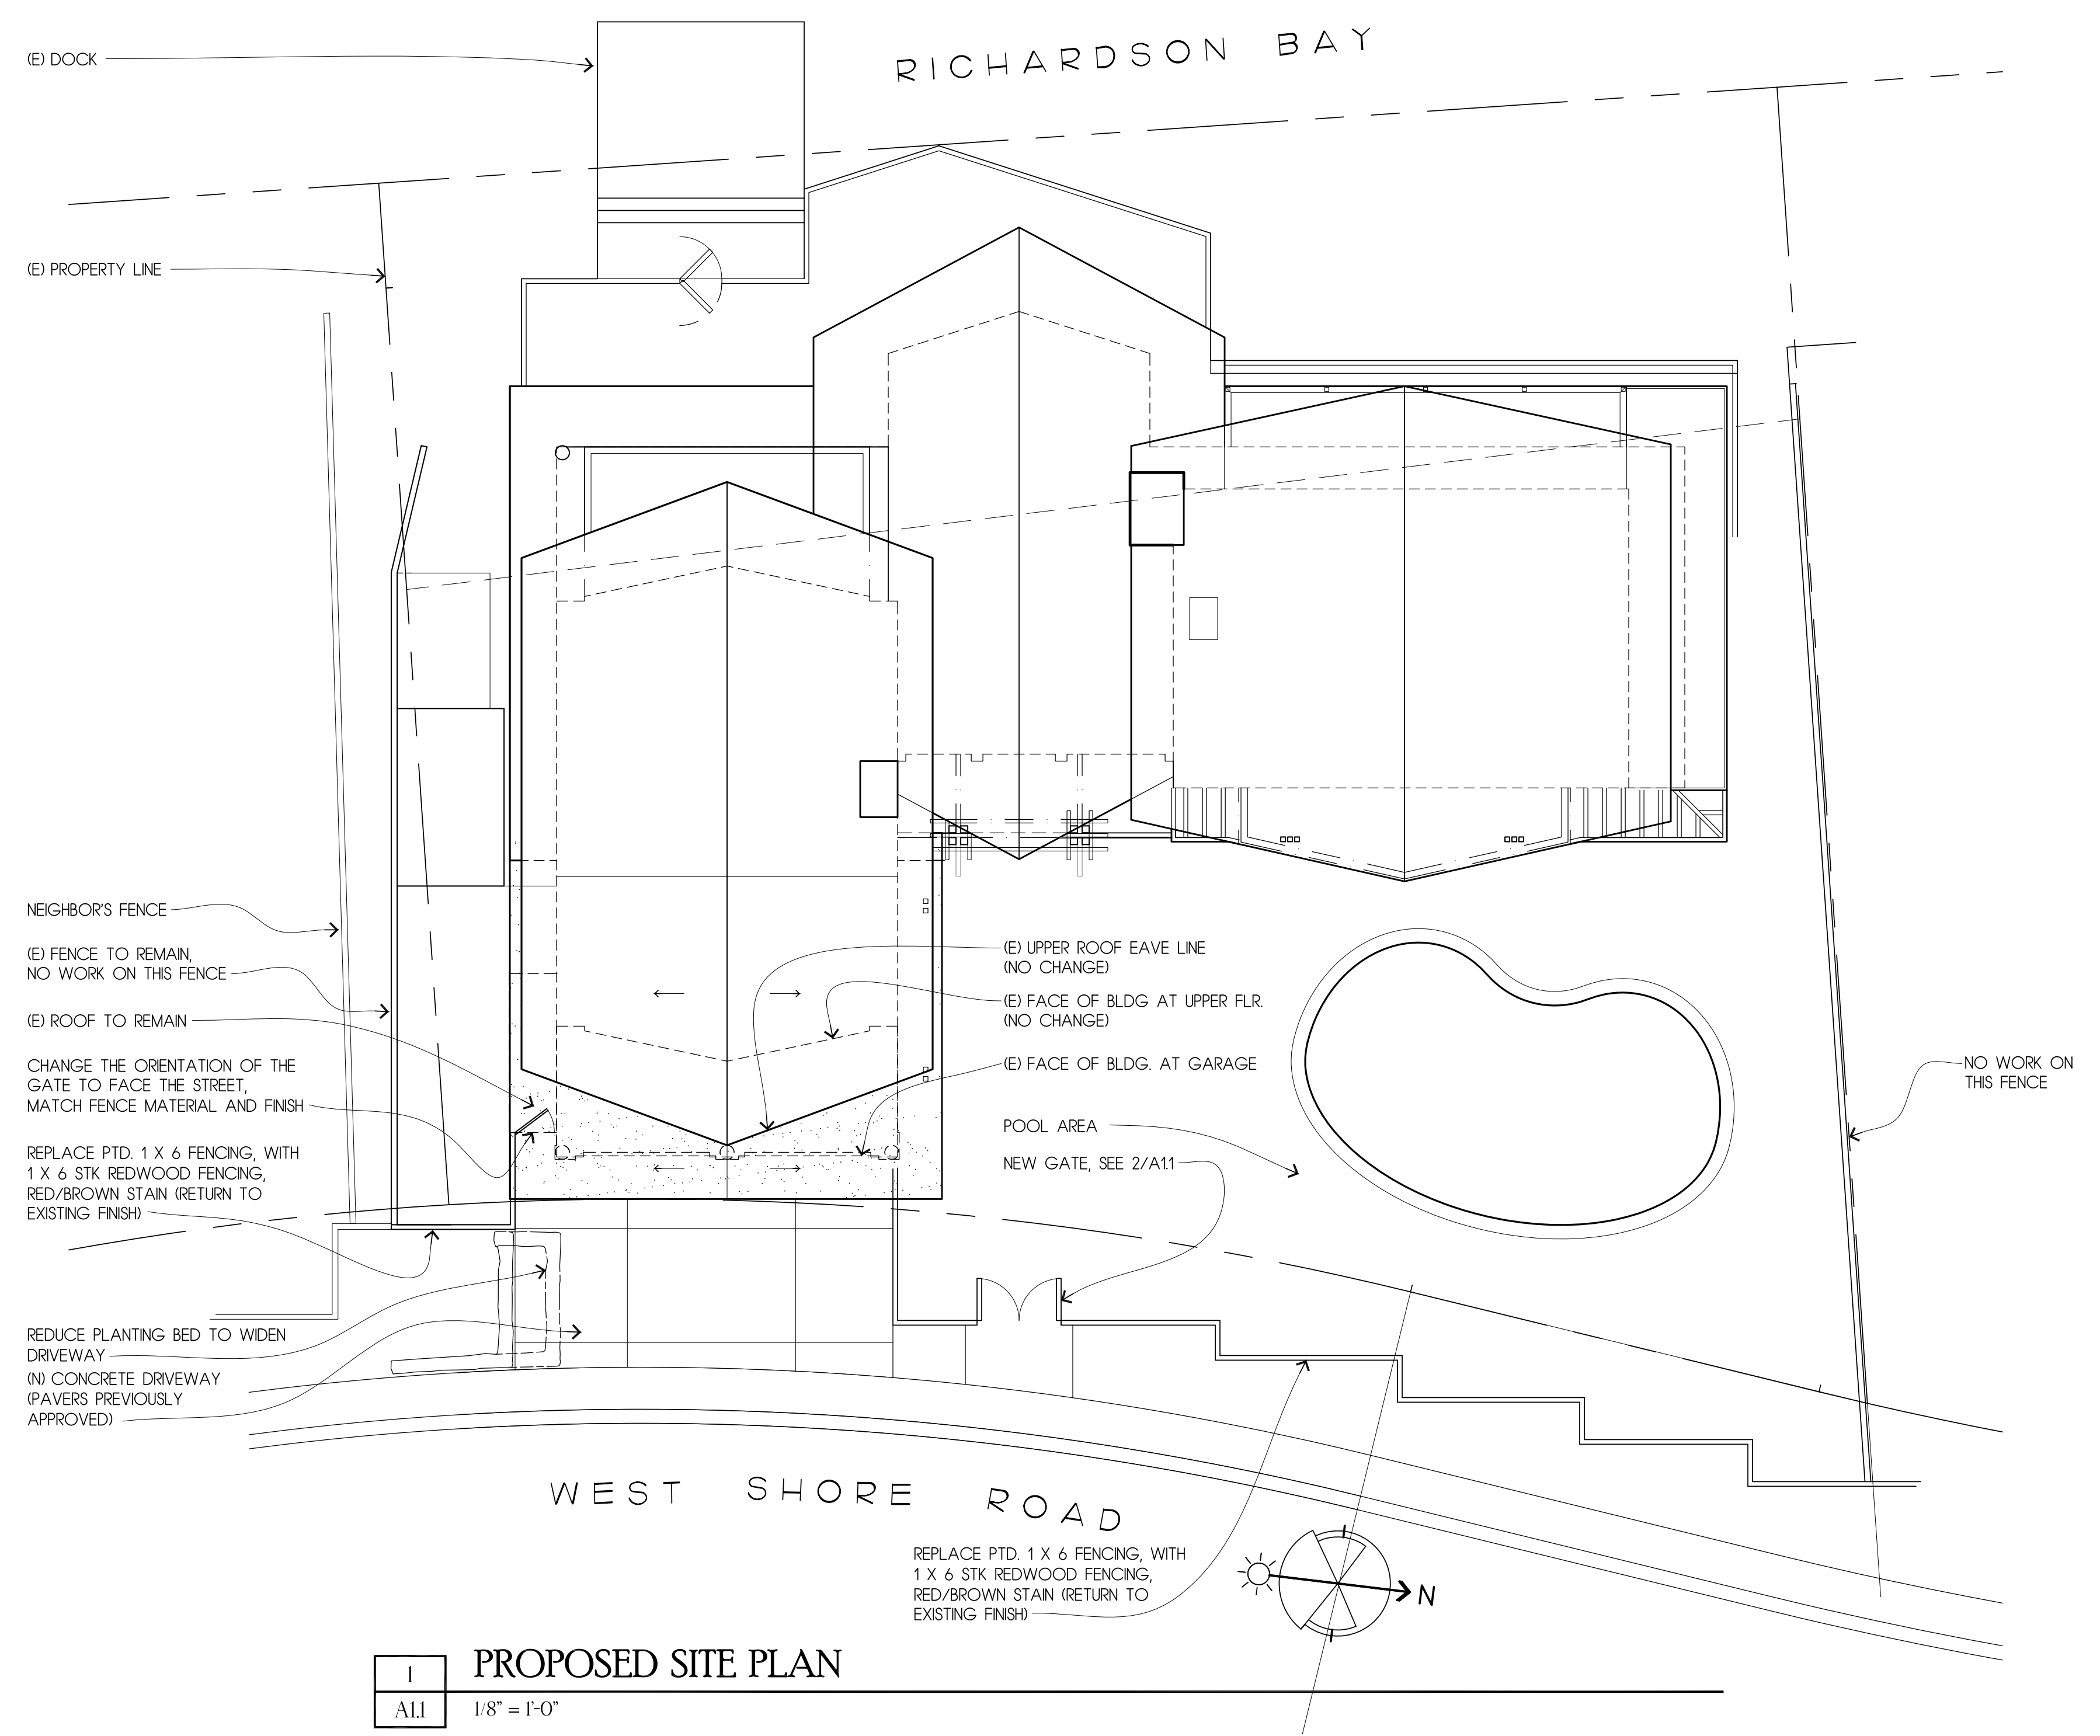 RICHARDSON BAY
(E) DOCK
(E) PROPERTY LINE
NEIGHBOR'S FENCE
(E) FENCE TO REMAIN,
NO WORK ON THIS FENCE
(E) ROOF TO REMAIN
CHANGE THE ORIENTATION OF THE
GATE TO FACE THE STREET,
MATCH FENCE MATERIAL AND FINISH
REPLACE PTD. 1 X 6 FENCING, WITH
1 X 6 STK REDWOOD FENCING,
RED/BROWN STAIN (RETURN TO
EXISTING FINISH)
REDUCE PLANTING BED TO WIDEN
DRIVEWAY
(N) CONCRETE DRIVEWAY
(PAVERS PREVIOUSLY
APPROVED)
(E) UPPER ROOF EAVE LINE
(NO CHANGE)
(E) FACE OF BLDG AT UPPER FLR.
(NO CHANGE)
(E) FACE OF BLDG. AT GARAGE
POOL AREA
NEW GATE, SEE 2/A1.1
NO WORK ON
THIS FENCE
WEST SHORE ROAD
REPLACE PTD. 1 X 6 FENCING, WITH
1 X 6 STK REDWOOD FENCING,
RED/BROWN STAIN (RETURN TO
EXISTING FINISH)
N
1
PROPOSED SITE PLAN
A1.1
1/8" = 1'-0"